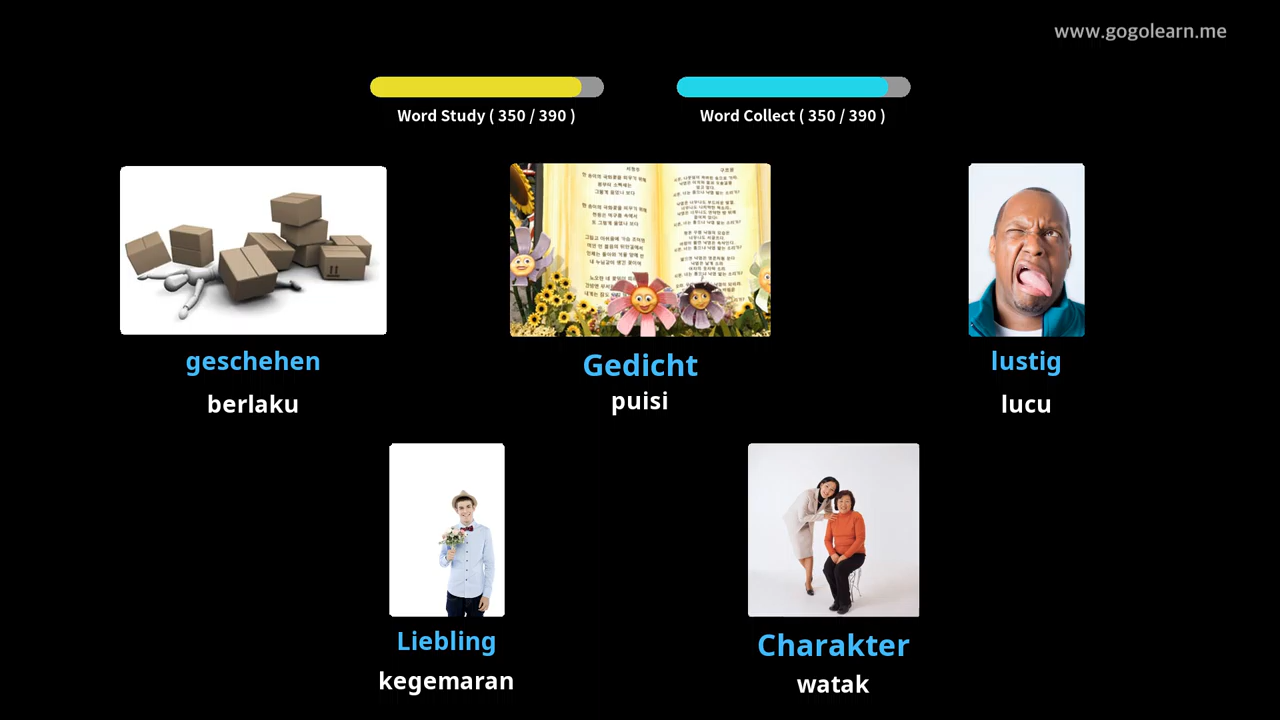 www.gogolearn.me
Word Study ( 350 / 390 )
Word Collect ( 350 / 390 )
geschehen
berlaku
Gedicht
puisi
lustig
lucu
Liebling
kegemaran
Charakter
watak